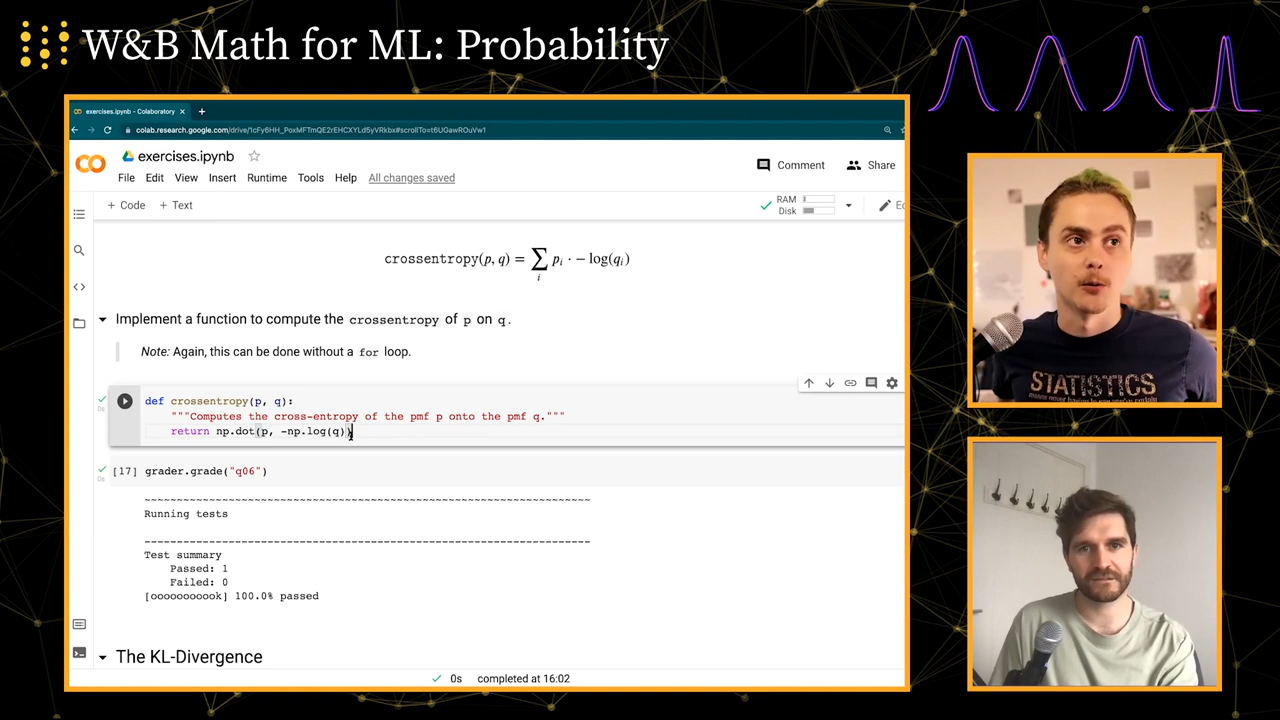 W&B Math for ML: Probability
exercises.ipynb - Colaboratory
colab.research.google.com/drive/1cFy6HH_PoxMFTmQE2rEHCXYLd5yVRkbx#scrollTo=t6UGawROuVw1
exercises.ipynb
Comment Share
File Edit View Insert Runtime Tools Help All changes saved
+ Code + Text
RAM
Disk
crossentropy(p, q) = ∑ᵢ pᵢ · − log(qᵢ)
Implement a function to compute the crossentropy of p on q.
Note: Again, this can be done without a for loop.
def crossentropy(p, q):
"""Computes the cross-entropy of the pmf p onto the pmf q."""
return np.dot(p, -np.log(q))
0s
[17] grader.grade("q06")
0s
~~~~~~~~~~~~~~~~~~~~~~~~~~~~~~~~~~~~~~~~~~~~~~~~~~~~~~~~~~~~~~~~~~~~~
Running tests
---------------------------------------------------------------------
Test summary
Passed: 1
Failed: 0
[ooooooooook] 100.0% passed
The KL-Divergence
0s completed at 16:02
STATISTICS